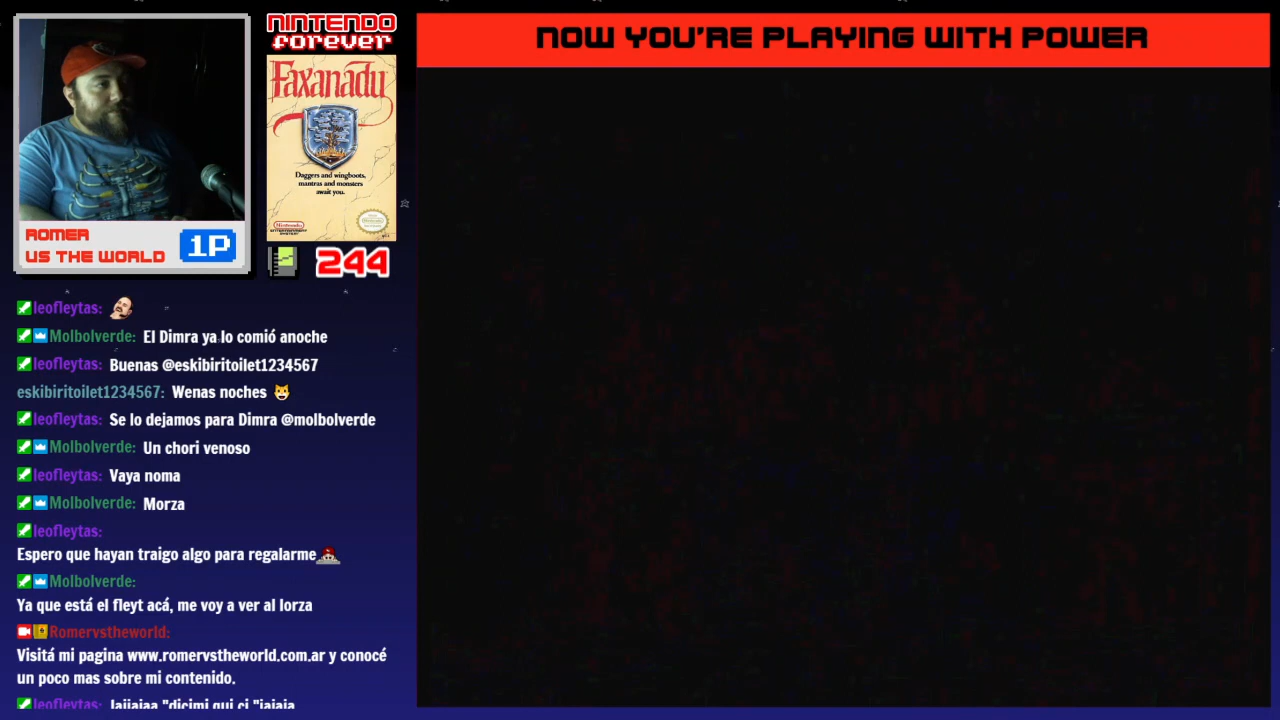 NINTENDO
forever
NOW YOU'RE PLAYING WITH POWER
Faxanadu
Daggers and wingboots,
mantras and monsters
await you.
Nintendo
ROMER
VS THE WORLD
1P
244
leofleytas:
Molbolverde: El Dimra ya lo comió anoche
leofleytas: Buenas @eskibiritoilet1234567
eskibiritoilet1234567: Wenas noches
leofleytas: Se lo dejamos para Dimra @molbolverde
Molbolverde: Un chori venoso
leofleytas: Vaya noma
Molbolverde: Morza
leofleytas:
Espero que hayan traigo algo para regalarme
Molbolverde:
Ya que está el fleyt acá, me voy a ver al lorza
Romervstheworld:
Visitá mi pagina www.romervstheworld.com.ar y conocé
un poco mas sobre mi contenido.
leofleytas: